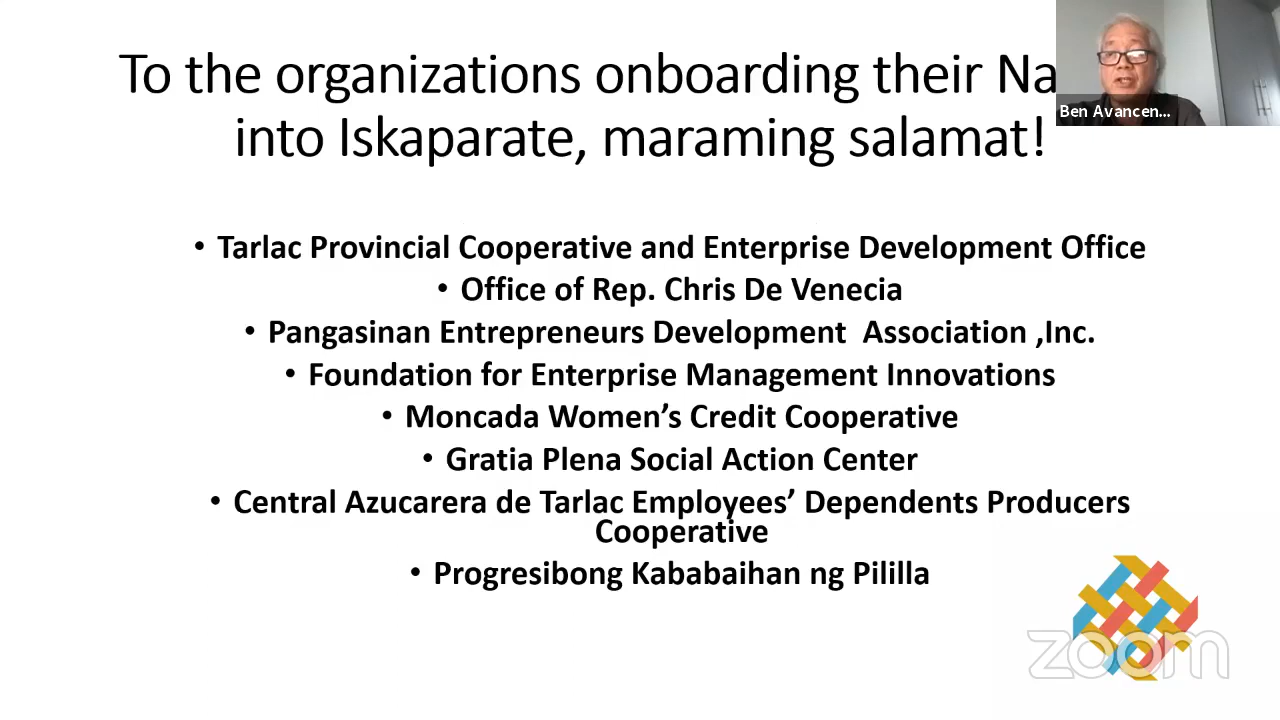 To the organizations onboarding their Na
into Iskaparate, maraming salamat!
Ben Avancen...
• Tarlac Provincial Cooperative and Enterprise Development Office
• Office of Rep. Chris De Venecia
• Pangasinan Entrepreneurs Development  Association ,Inc.
• Foundation for Enterprise Management Innovations
• Moncada Women’s Credit Cooperative
• Gratia Plena Social Action Center
• Central Azucarera de Tarlac Employees’ Dependents Producers
Cooperative
• Progresibong Kababaihan ng Pililla
zoom